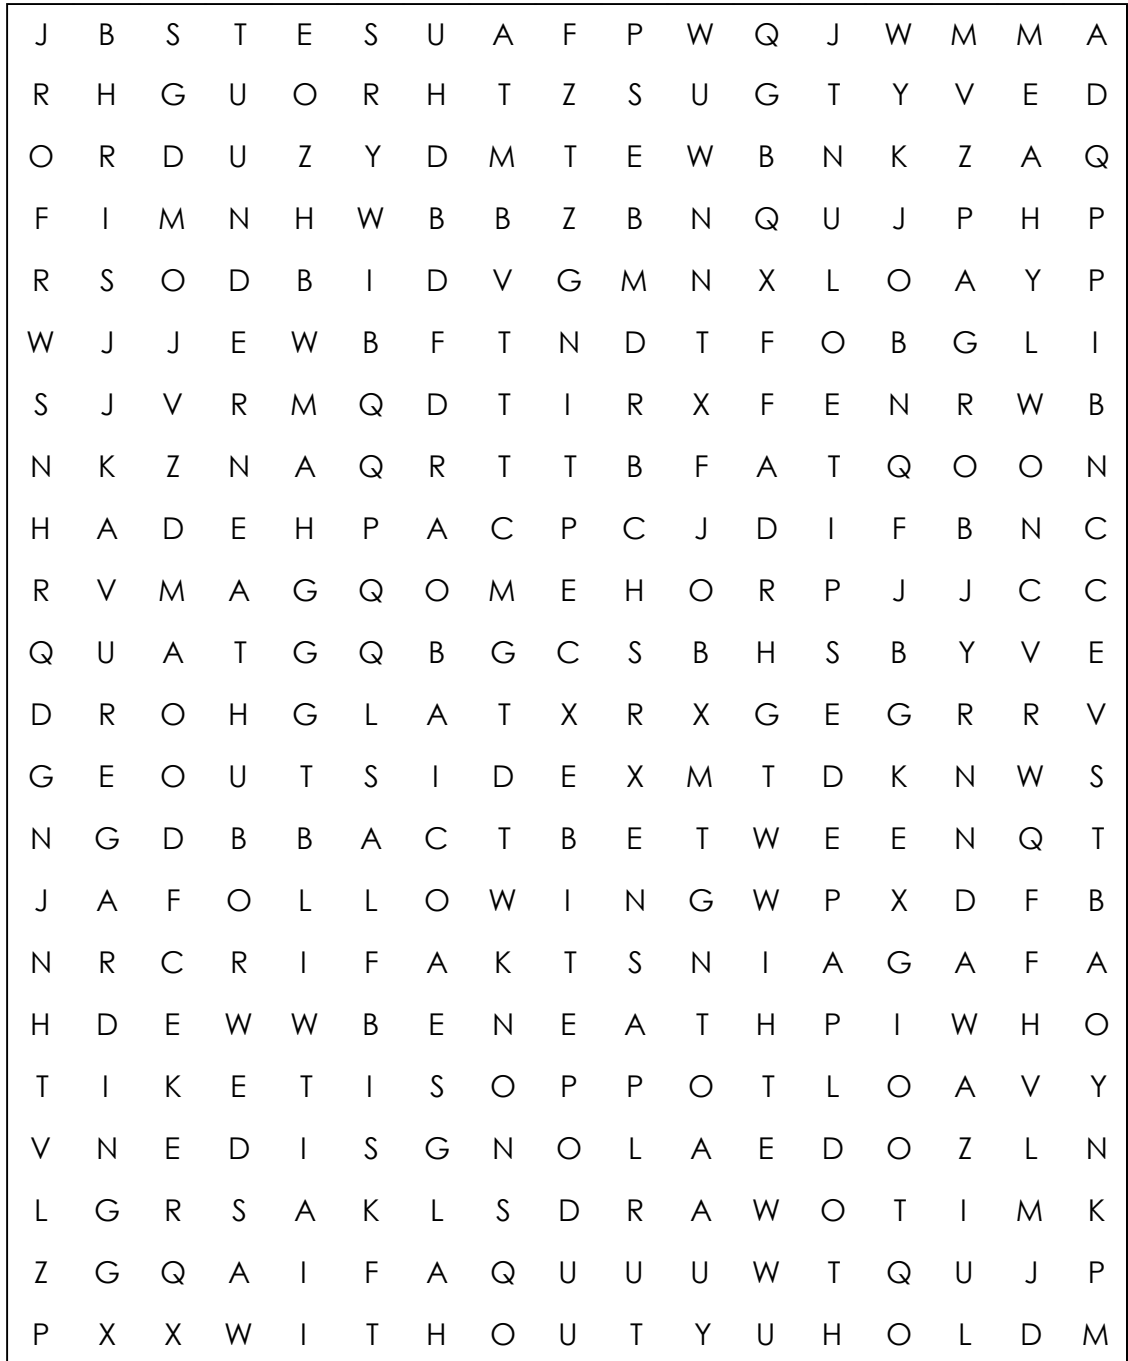 J B S T E S U A F P W Q J W M M A
R H G U O R H T Z S U G T Y V E D
O R D U Z Y D M T E W B N K Z A Q
F I M N H W B B Z B N Q U J P H P
R S O D B I D V G M N X L O A Y P
W J J E W B F T N D T F O B G L I
S J V R M Q D T I R X F E N R W B
N K Z N A Q R T T B F A T Q O O N
H A D E H P A C P C J D I F B N C
R V M A G Q O M E H O R P J J C C
Q U A T G Q B G C S B H S B Y V E
D R O H G L A T X R X G E G R R V
G E O U T S I D E X M T D K N W S
N G D B B A C T B E T W E E N Q T
J A F O L L O W I N G W P X D F B
N R C R I F A K T S N I A G A F A
H D E W W B E N E A T H P I W H O
T I K E T I S O P P O T L O A V Y
V N E D I S G N O L A E D O Z L N
L G R S A K L S D R A W O T I M K
Z G Q A I F A Q U U U W T Q U J P
P X X W I T H O U T Y U H O L D M